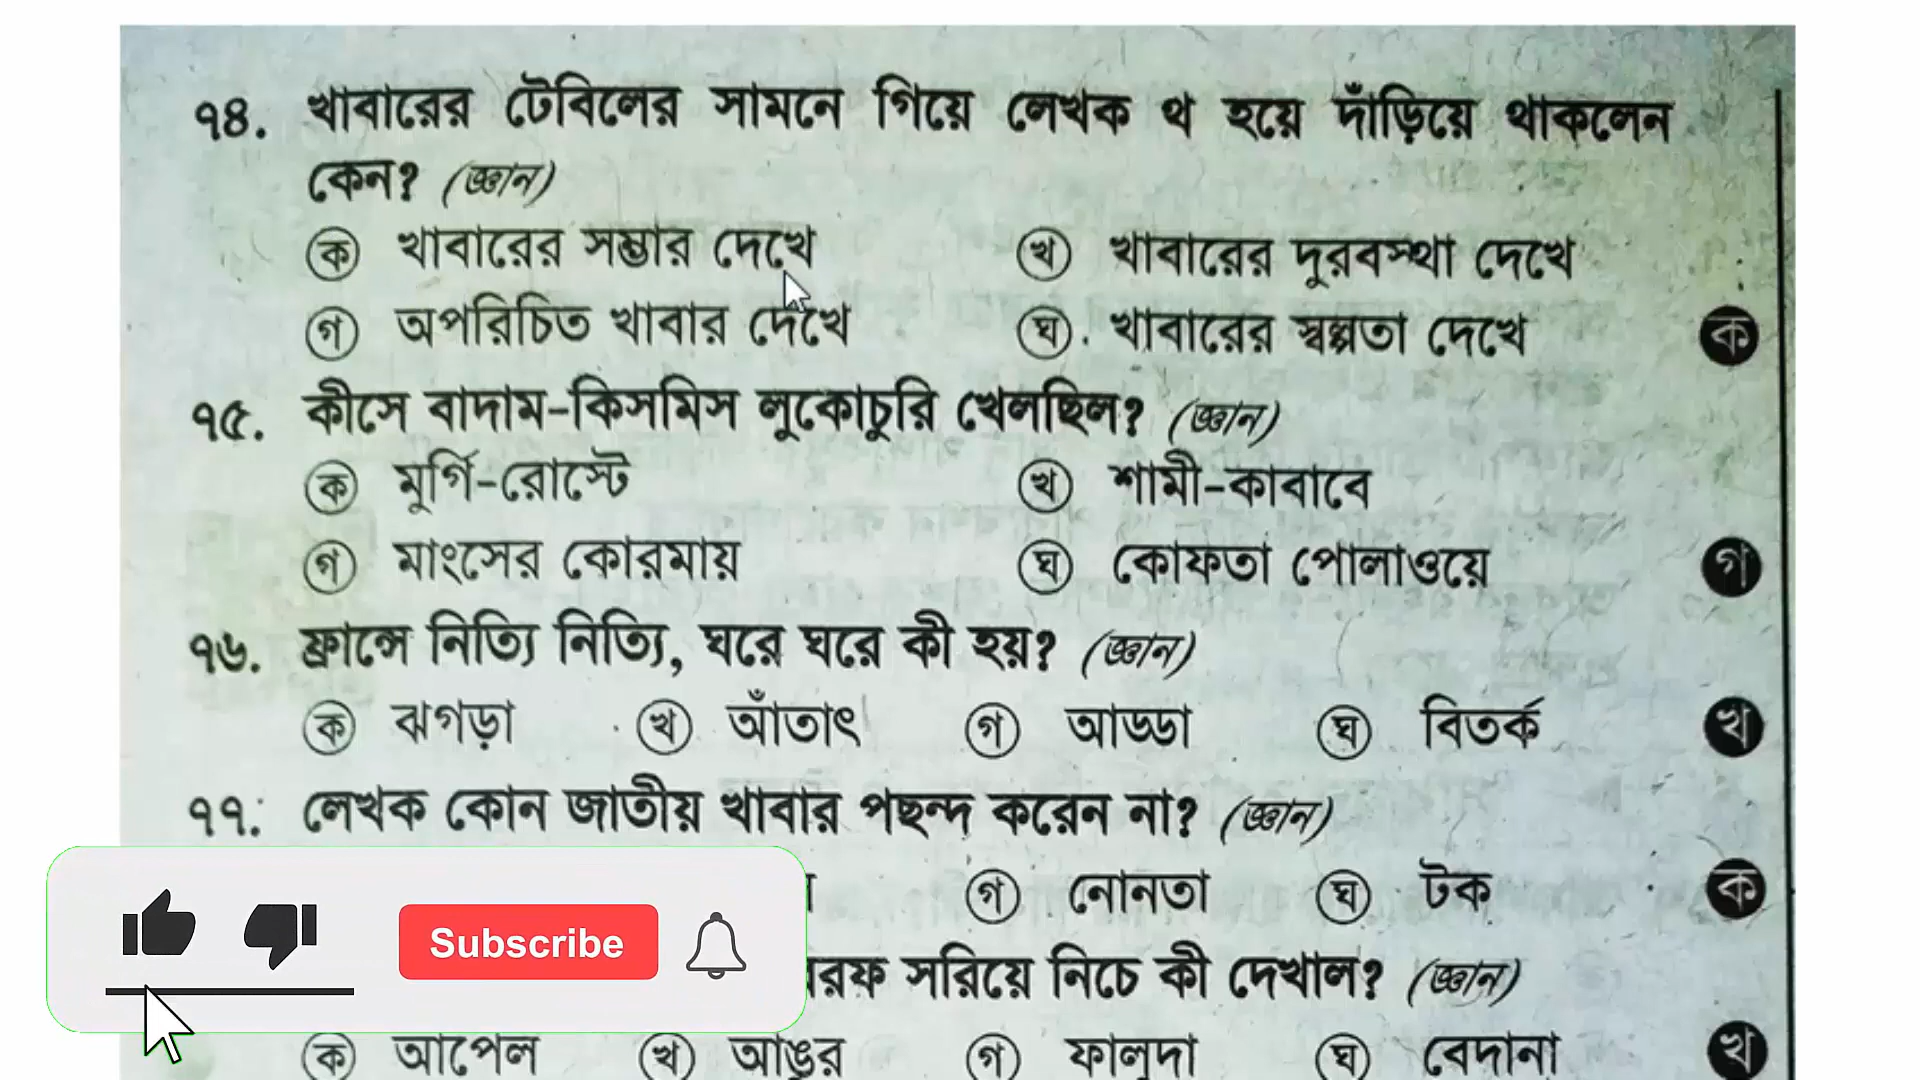 ৭৪. খাবারের টেবিলের সামনে গিয়ে লেখক থ হয়ে দাঁড়িয়ে থাকলেন
কেন? (জ্ঞান)
ক খাবারের সম্ভার দেখে খ খাবারের দুরবস্থা দেখে
গ অপরিচিত খাবার দেখে ঘ খাবারের স্বল্পতা দেখে ক
৭৫. কীসে বাদাম-কিসমিস লুকোচুরি খেলছিল? (জ্ঞান)
ক মুর্গি-রোস্টে খ শামী-কাবাবে
গ মাংসের কোরমায় ঘ কোফতা পোলাওয়ে গ
৭৬. ফ্রান্সে নিত্যি নিত্যি, ঘরে ঘরে কী হয়? (জ্ঞান)
ক ঝগড়া খ আঁতাৎ গ আড্ডা ঘ বিতর্ক খ
৭৭. লেখক কোন জাতীয় খাবার পছন্দ করেন না? (জ্ঞান)
গ নোনতা ঘ টক ক
Subscribe
সরিয়ে নিচে কী দেখাল? (জ্ঞান)
ক আপেল খ আঙুর গ ফালুদা ঘ বেদানা খ